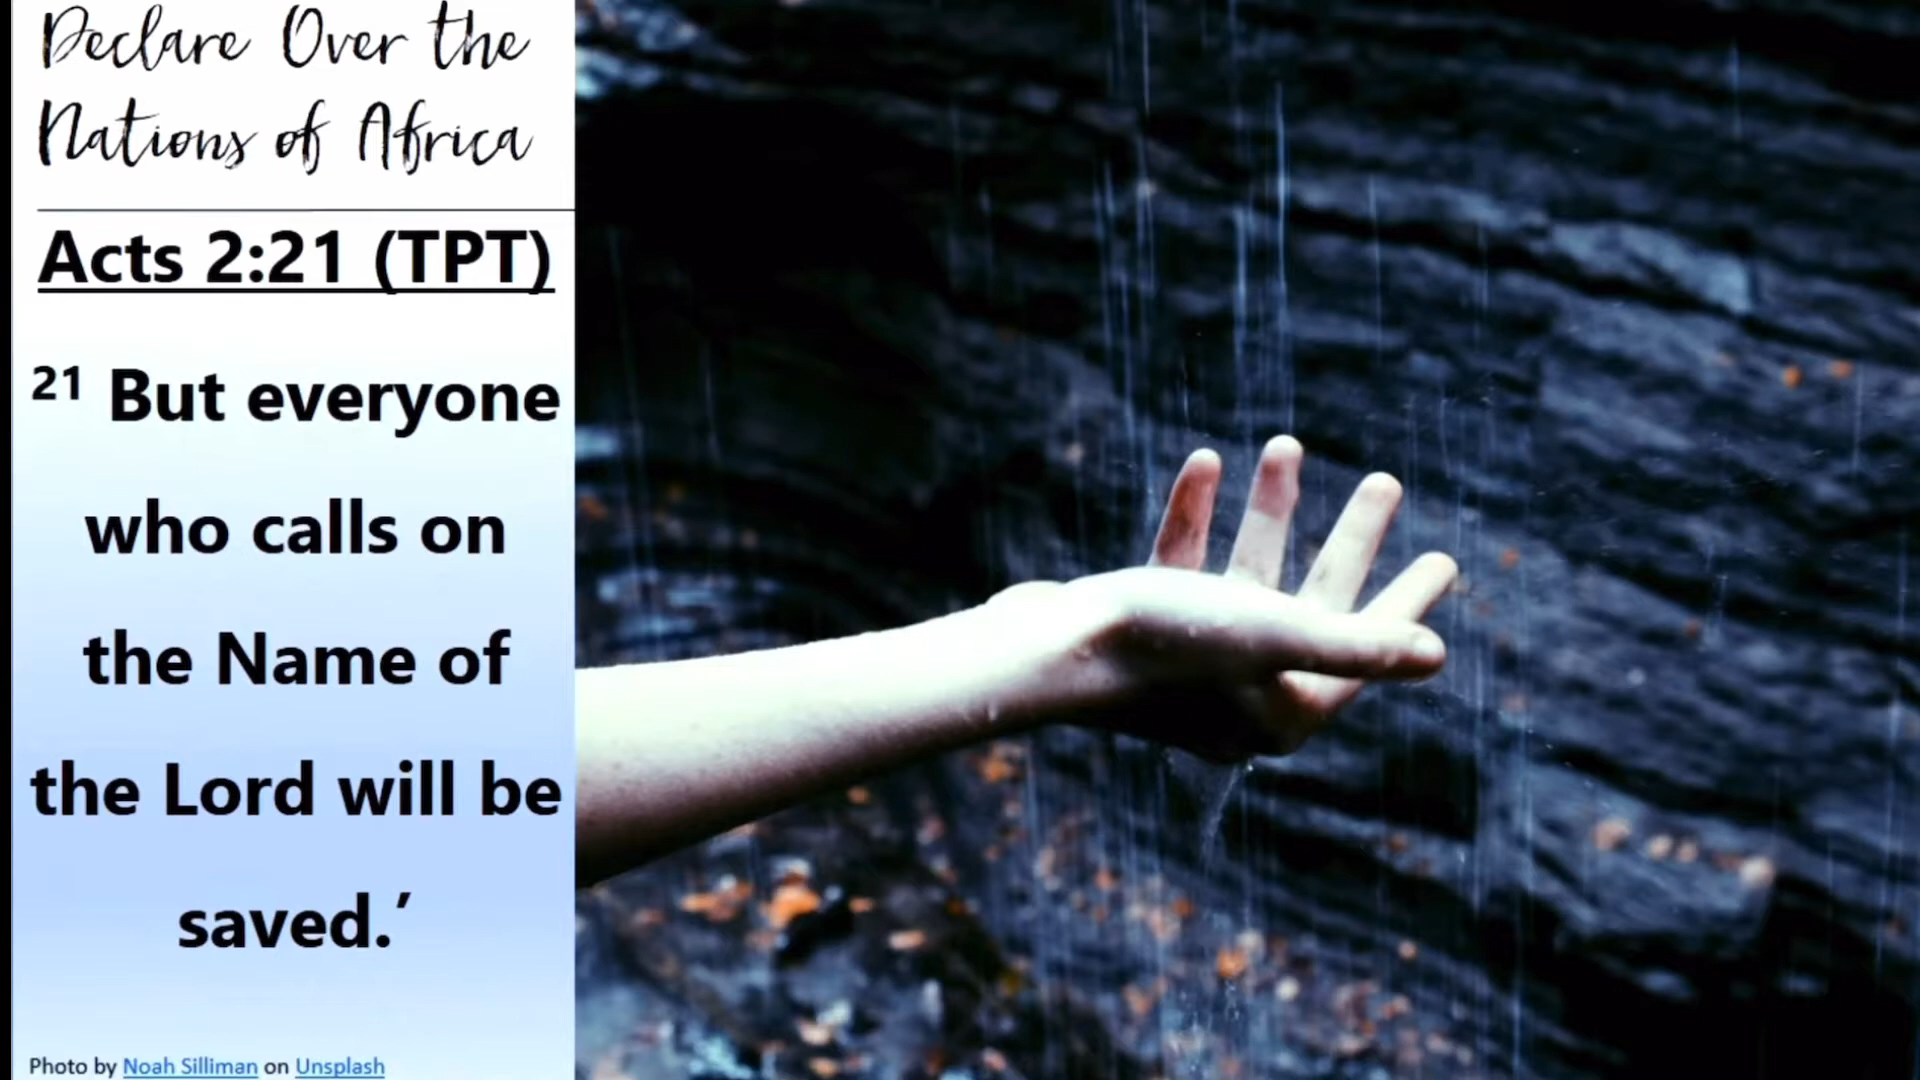 Declare Over the
Nations of Africa
Acts 2:21 (TPT)
21 But everyone
who calls on
the Name of
the Lord will be
saved.’
Photo by Noah Silliman on Unsplash